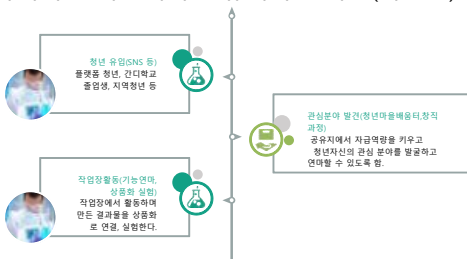 청년 유입(SNS 등)
플랫폼 청년, 간디학교
졸업생, 지역청년 등
관심분야 발견(청년마을배움터,창직
과정)
공유지에서 자급역량을 키우고
청년자신의 관심 분야를 발굴하고
연마할 수 있도록 함.
작업장활동(기능연마,
상품화 실험)
작업장에서 활동하며
만든 결과물을 상품화
로 연결, 실험한다.